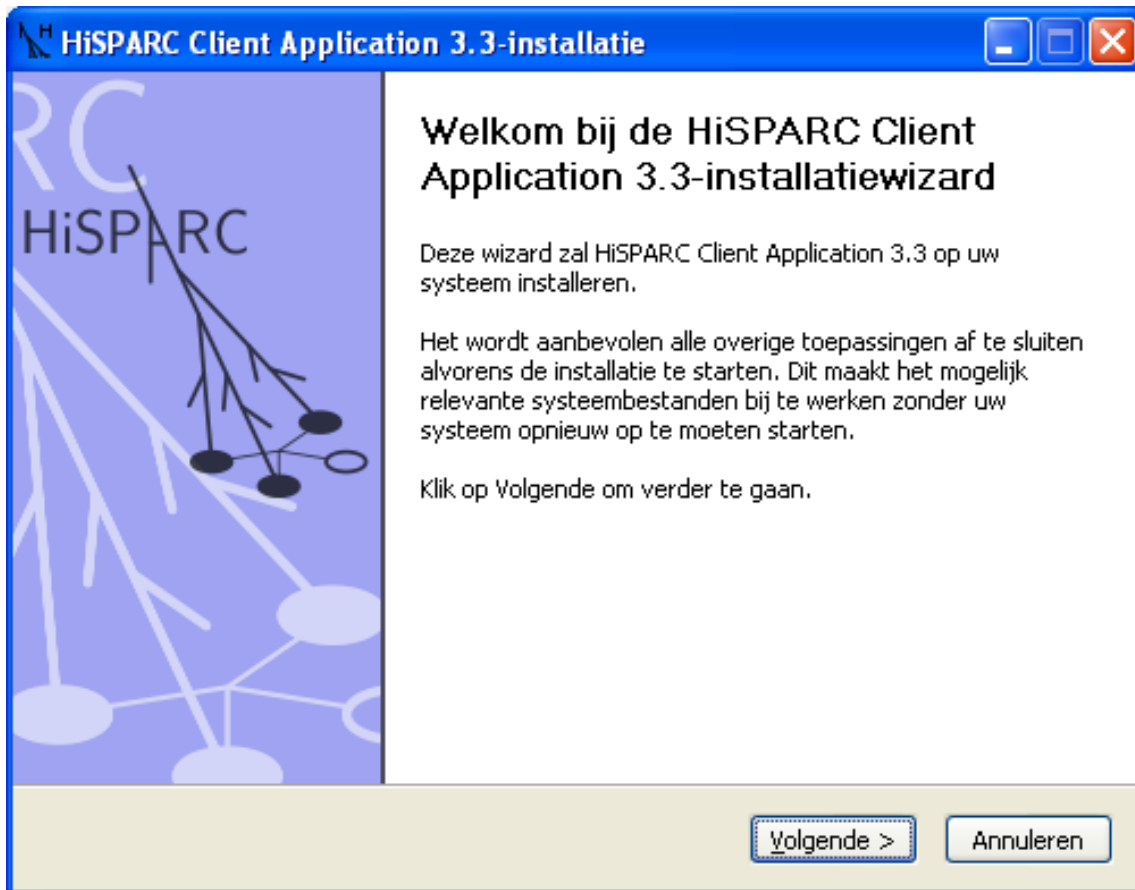 HiSPARC Client Application 3.3-installatie
RC
HiSPARC
Welkom bij de HiSPARC Client
Application 3.3-installatiewizard
Deze wizard zal HiSPARC Client Application 3.3 op uw
systeem installeren.
Het wordt aanbevolen alle overige toepassingen af te sluiten
alvorens de installatie te starten. Dit maakt het mogelijk
relevante systeembestanden bij te werken zonder uw
systeem opnieuw op te moeten starten.
Klik op Volgende om verder te gaan.
Volgende >
Annuleren